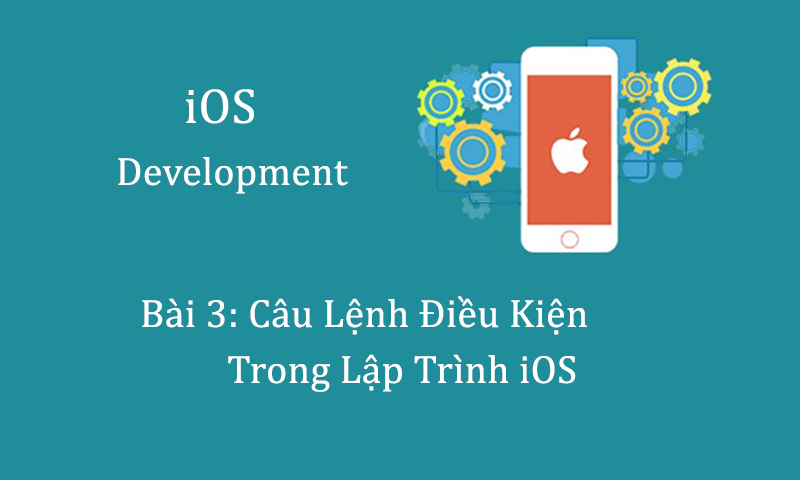 iOS
Development
Bài 3: Câu Lệnh Điều Kiện
Trong Lập Trình iOS